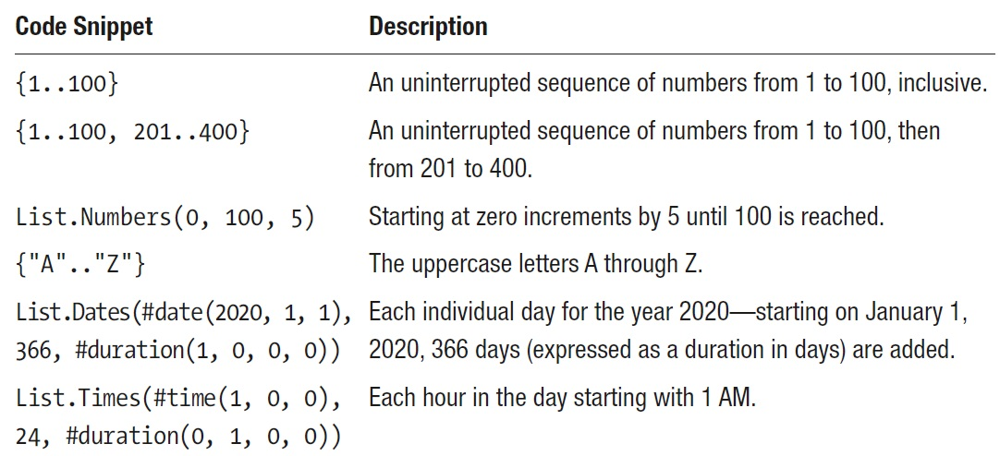 Code Snippet Description
{1..100} An uninterrupted sequence of numbers from 1 to 100, inclusive.
{1..100, 201..400} An uninterrupted sequence of numbers from 1 to 100, then
from 201 to 400.
List.Numbers(0, 100, 5) Starting at zero increments by 5 until 100 is reached.
{"A".."Z"} The uppercase letters A through Z.
List.Dates(#date(2020, 1, 1), Each individual day for the year 2020—starting on January 1,
366, #duration(1, 0, 0, 0)) 2020, 366 days (expressed as a duration in days) are added.
List.Times(#time(1, 0, 0), Each hour in the day starting with 1 AM.
24, #duration(0, 1, 0, 0))